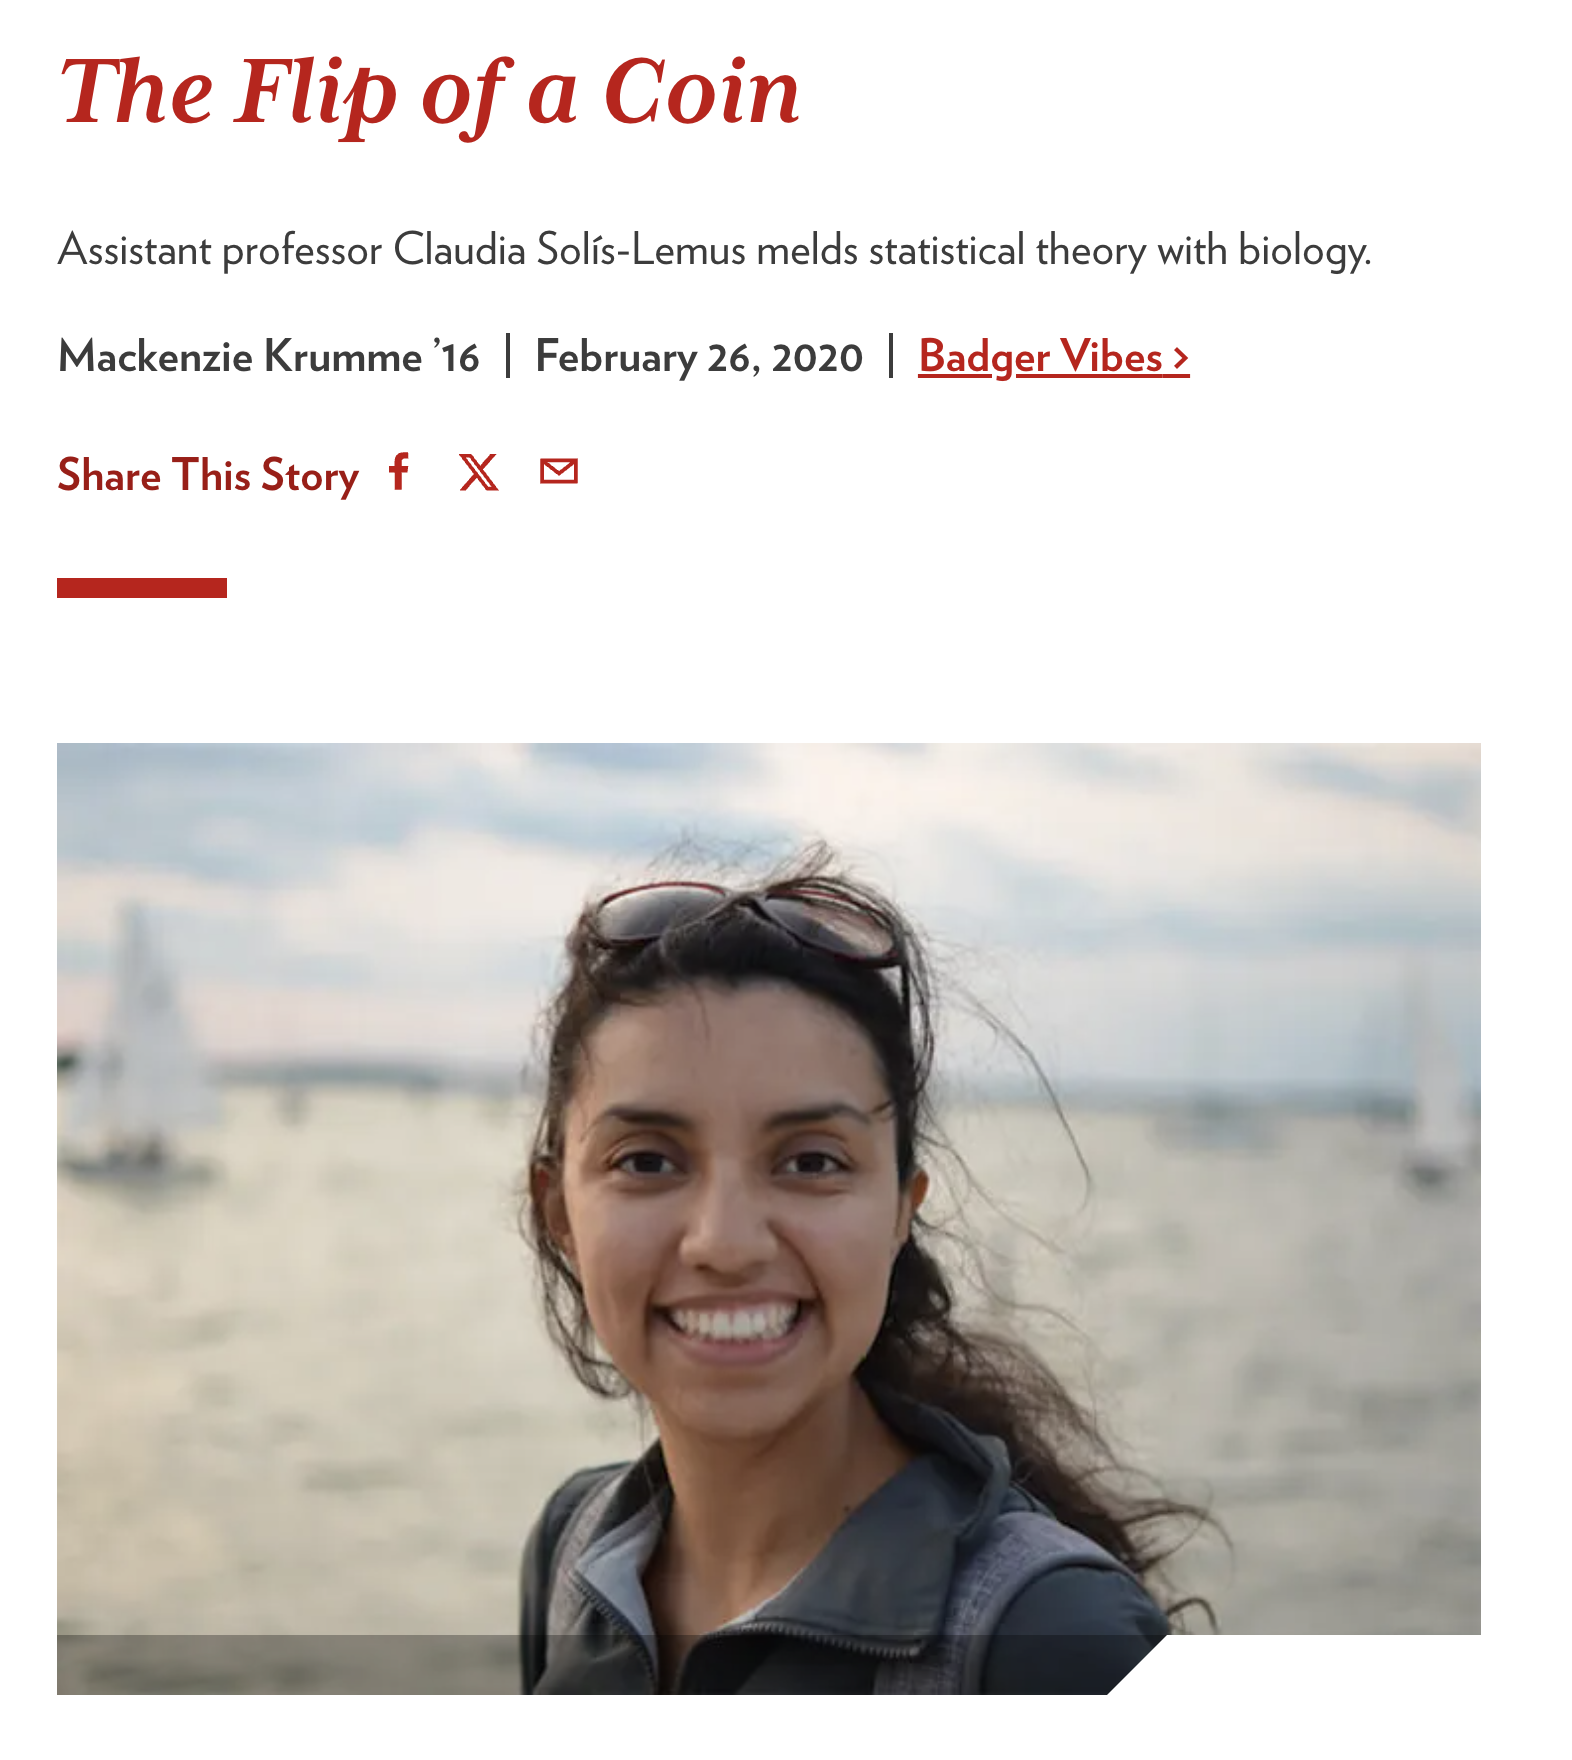 The Flip of a Coin
Assistant professor Claudia Solís-Lemus melds statistical theory with biology.
Mackenzie Krumme ’16 | February 26, 2020 | Badger Vibes >
Share This Story